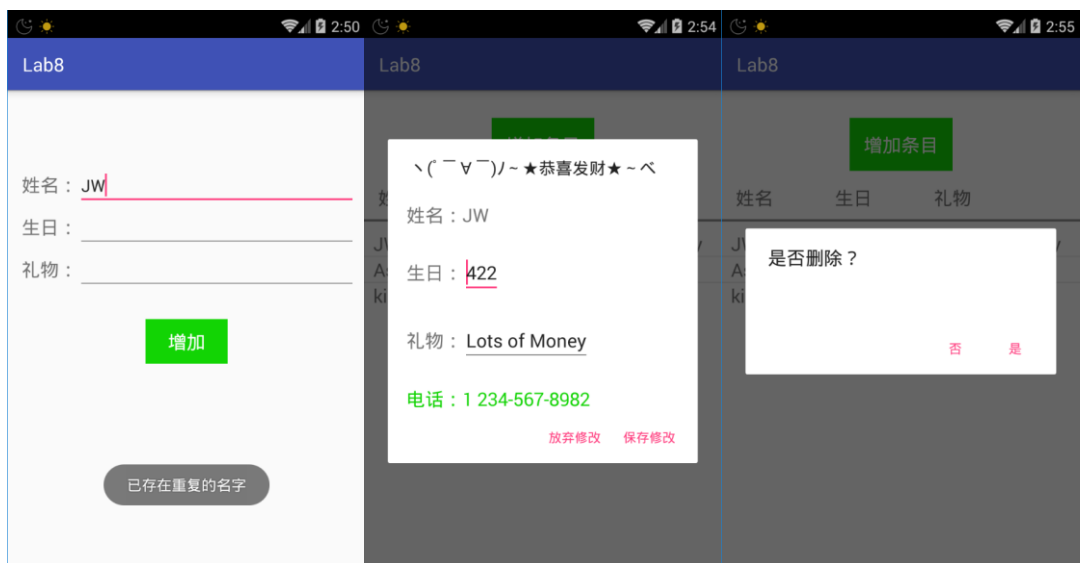 2:50
Lab8
姓名：JW
生日：
礼物：
增加
已存在重复的名字
2:54
Lab8
ヽ(ﾟ￣∀￣)ﾉ~★恭喜发财★~ベ
姓名：JW
生日：422
礼物：Lots of Money
电话：1 234-567-8982
放弃修改 保存修改
2:55
Lab8
增加条目
姓名 生日 礼物
是否删除？
否 是